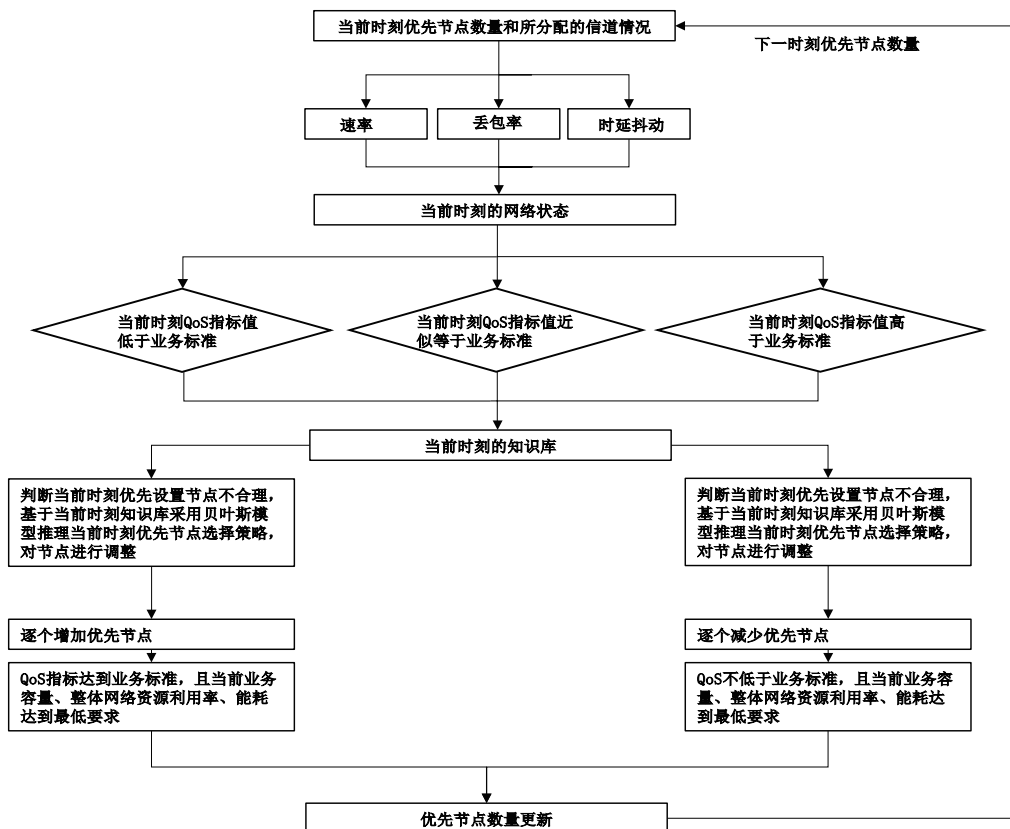 当前时刻优先节点数量和所分配的信道情况
下一时刻优先节点数量
速率
丢包率
时延抖动
当前时刻的网络状态
当前时刻QoS指标值
低于业务标准
当前时刻QoS指标值近
似等于业务标准
当前时刻QoS指标值高
于业务标准
当前时刻的知识库
判断当前时刻优先设置节点不合理，
基于当前时刻知识库采用贝叶斯模
型推理当前时刻优先节点选择策略，
对节点进行调整
判断当前时刻优先设置节点不合理，
基于当前时刻知识库采用贝叶斯模
型推理当前时刻优先节点选择策略，
对节点进行调整
逐个增加优先节点
逐个减少优先节点
QoS指标达到业务标准，且当前业务
容量、整体网络资源利用率、能耗
达到最低要求
QoS不低于业务标准，且当前业务容
量、整体网络资源利用率、能耗达
到最低要求
优先节点数量更新